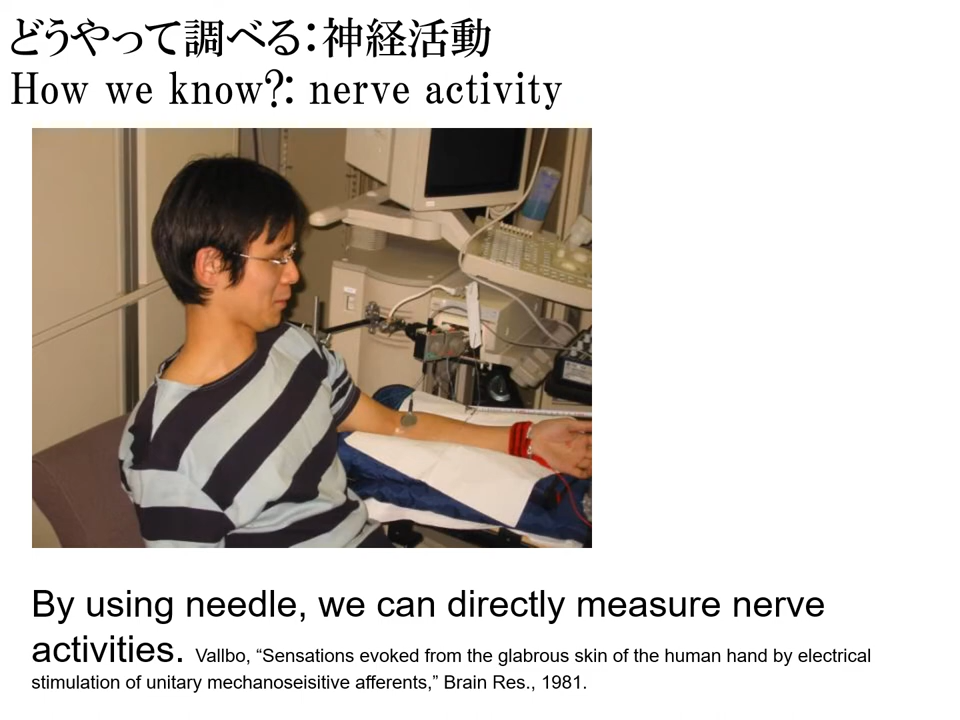 どうやって調べる：神経活動
How we know?: nerve activity
By using needle, we can directly measure nerve
activities. Vallbo, “Sensations evoked from the glabrous skin of the human hand by electrical
stimulation of unitary mechanoseisitive afferents,” Brain Res., 1981.